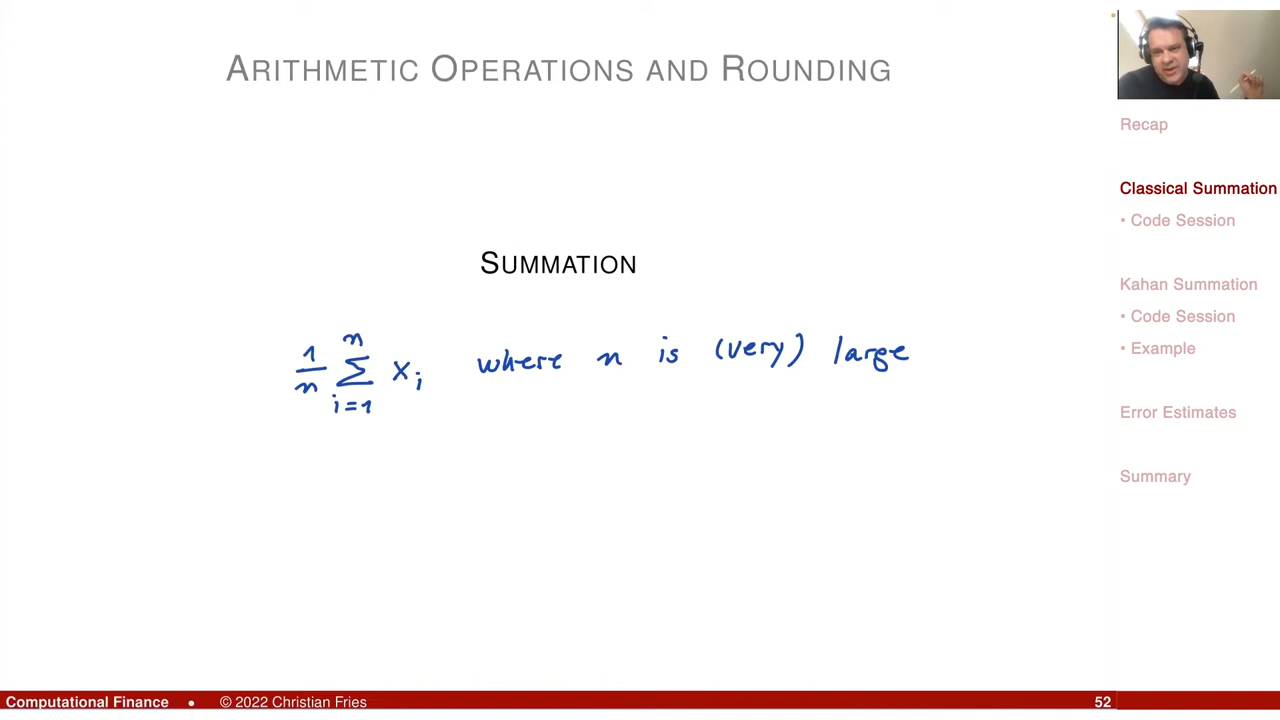 ARITHMETIC OPERATIONS AND ROUNDING
Recap
Classical Summation
• Code Session
SUMMATION
Kahan Summation
• Code Session
• Example
1/n ∑_{i=1}^{n} x_i where n is (very) large
Error Estimates
Summary
Computational Finance • © 2022 Christian Fries 52